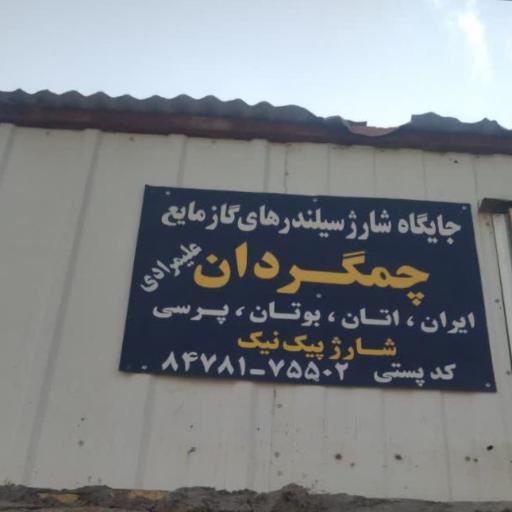 جایگاه شارژ سیلندرهای گاز مایع
چمگردان
علیمرادی
ایران ، اتان ، بوتان ، پرسی
شارژ پیک نیک
کد پستی ۷۵۵۰۲-۸۴۷۸۱